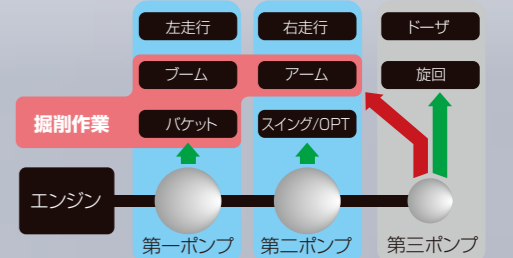 左走行
右走行
ドーザ
ブーム
アーム
旋回
掘削作業
バケット
スイング/OPT
エンジン
第一ポンプ
第二ポンプ
第三ポンプ